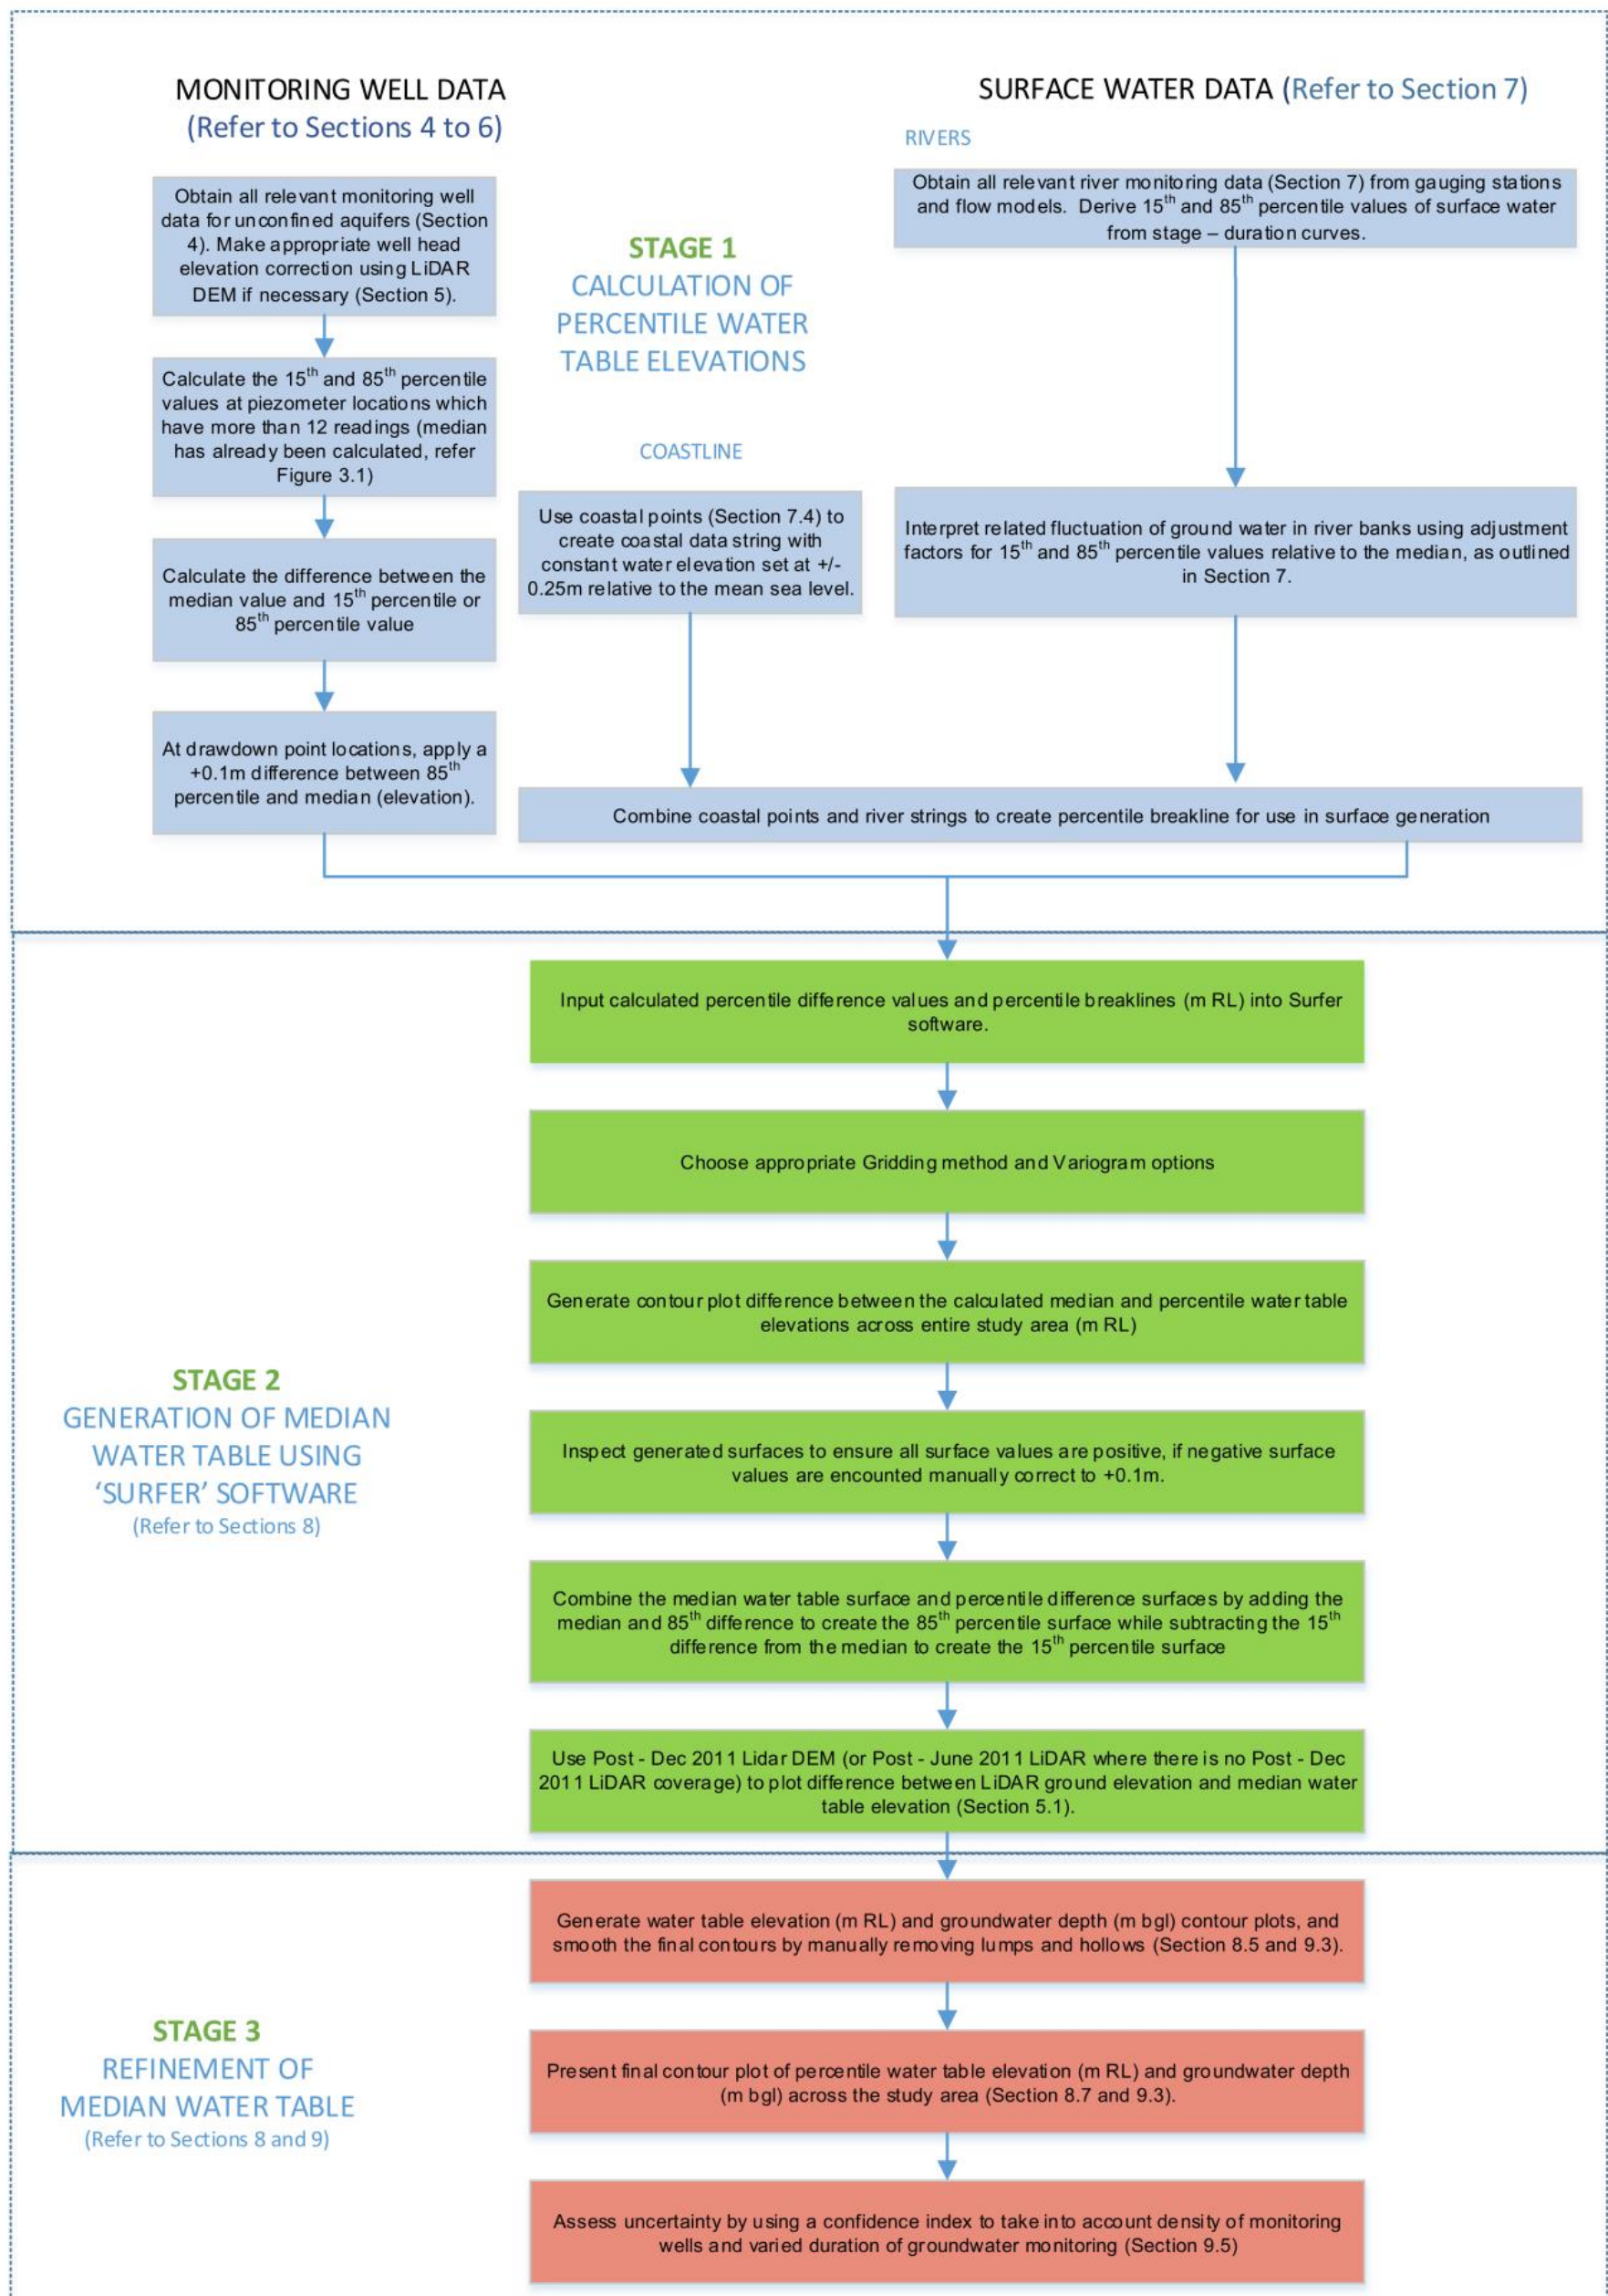 MONITORING WELL DATA
(Refer to Sections 4 to 6)
Obtain all relevant monitoring well
data for unconfined aquifers (Section
4). Make appropriate well head
elevation correction using LiDAR
DEM if necessary (Section 5).
Calculate the 15th and 85th percentile
values at piezometer locations which
have more than 12 readings (median
has already been calculated, refer
Figure 3.1)
Calculate the difference between the
median value and 15th percentile or
85th percentile value
At drawdown point locations, apply a
+0.1m difference between 85th
percentile and median (elevation).
STAGE 1
CALCULATION OF
PERCENTILE WATER
TABLE ELEVATIONS
COASTLINE
Use coastal points (Section 7.4) to
create coastal data string with
constant water elevation set at +/-
0.25m relative to the mean sea level.
SURFACE WATER DATA (Refer to Section 7)
RIVERS
Obtain all relevant river monitoring data (Section 7) from gauging stations
and flow models. Derive 15th and 85th percentile values of surface water
from stage – duration curves.
Interpret related fluctuation of ground water in river banks using adjustment
factors for 15th and 85th percentile values relative to the median, as outlined
in Section 7.
Combine coastal points and river strings to create percentile breakline for use in surface generation
STAGE 2
GENERATION OF MEDIAN
WATER TABLE USING
‘SURFER’ SOFTWARE
(Refer to Sections 8)
Input calculated percentile difference values and percentile breaklines (m RL) into Surfer
software.
Choose appropriate Gridding method and Variogram options
Generate contour plot difference between the calculated median and percentile water table
elevations across entire study area (m RL)
Inspect generated surfaces to ensure all surface values are positive, if negative surface
values are encounted manually correct to +0.1m.
Combine the median water table surface and percentile difference surfaces by adding the
median and 85th difference to create the 85th percentile surface while subtracting the 15th
difference from the median to create the 15th percentile surface
Use Post - Dec 2011 Lidar DEM (or Post - June 2011 LiDAR where there is no Post - Dec
2011 LiDAR coverage) to plot difference between LiDAR ground elevation and median water
table elevation (Section 5.1).
STAGE 3
REFINEMENT OF
MEDIAN WATER TABLE
(Refer to Sections 8 and 9)
Generate water table elevation (m RL) and groundwater depth (m bgl) contour plots, and
smooth the final contours by manually removing lumps and hollows (Section 8.5 and 9.3).
Present final contour plot of percentile water table elevation (m RL) and groundwater depth
(m bgl) across the study area (Section 8.7 and 9.3).
Assess uncertainty by using a confidence index to take into account density of monitoring
wells and varied duration of groundwater monitoring (Section 9.5)